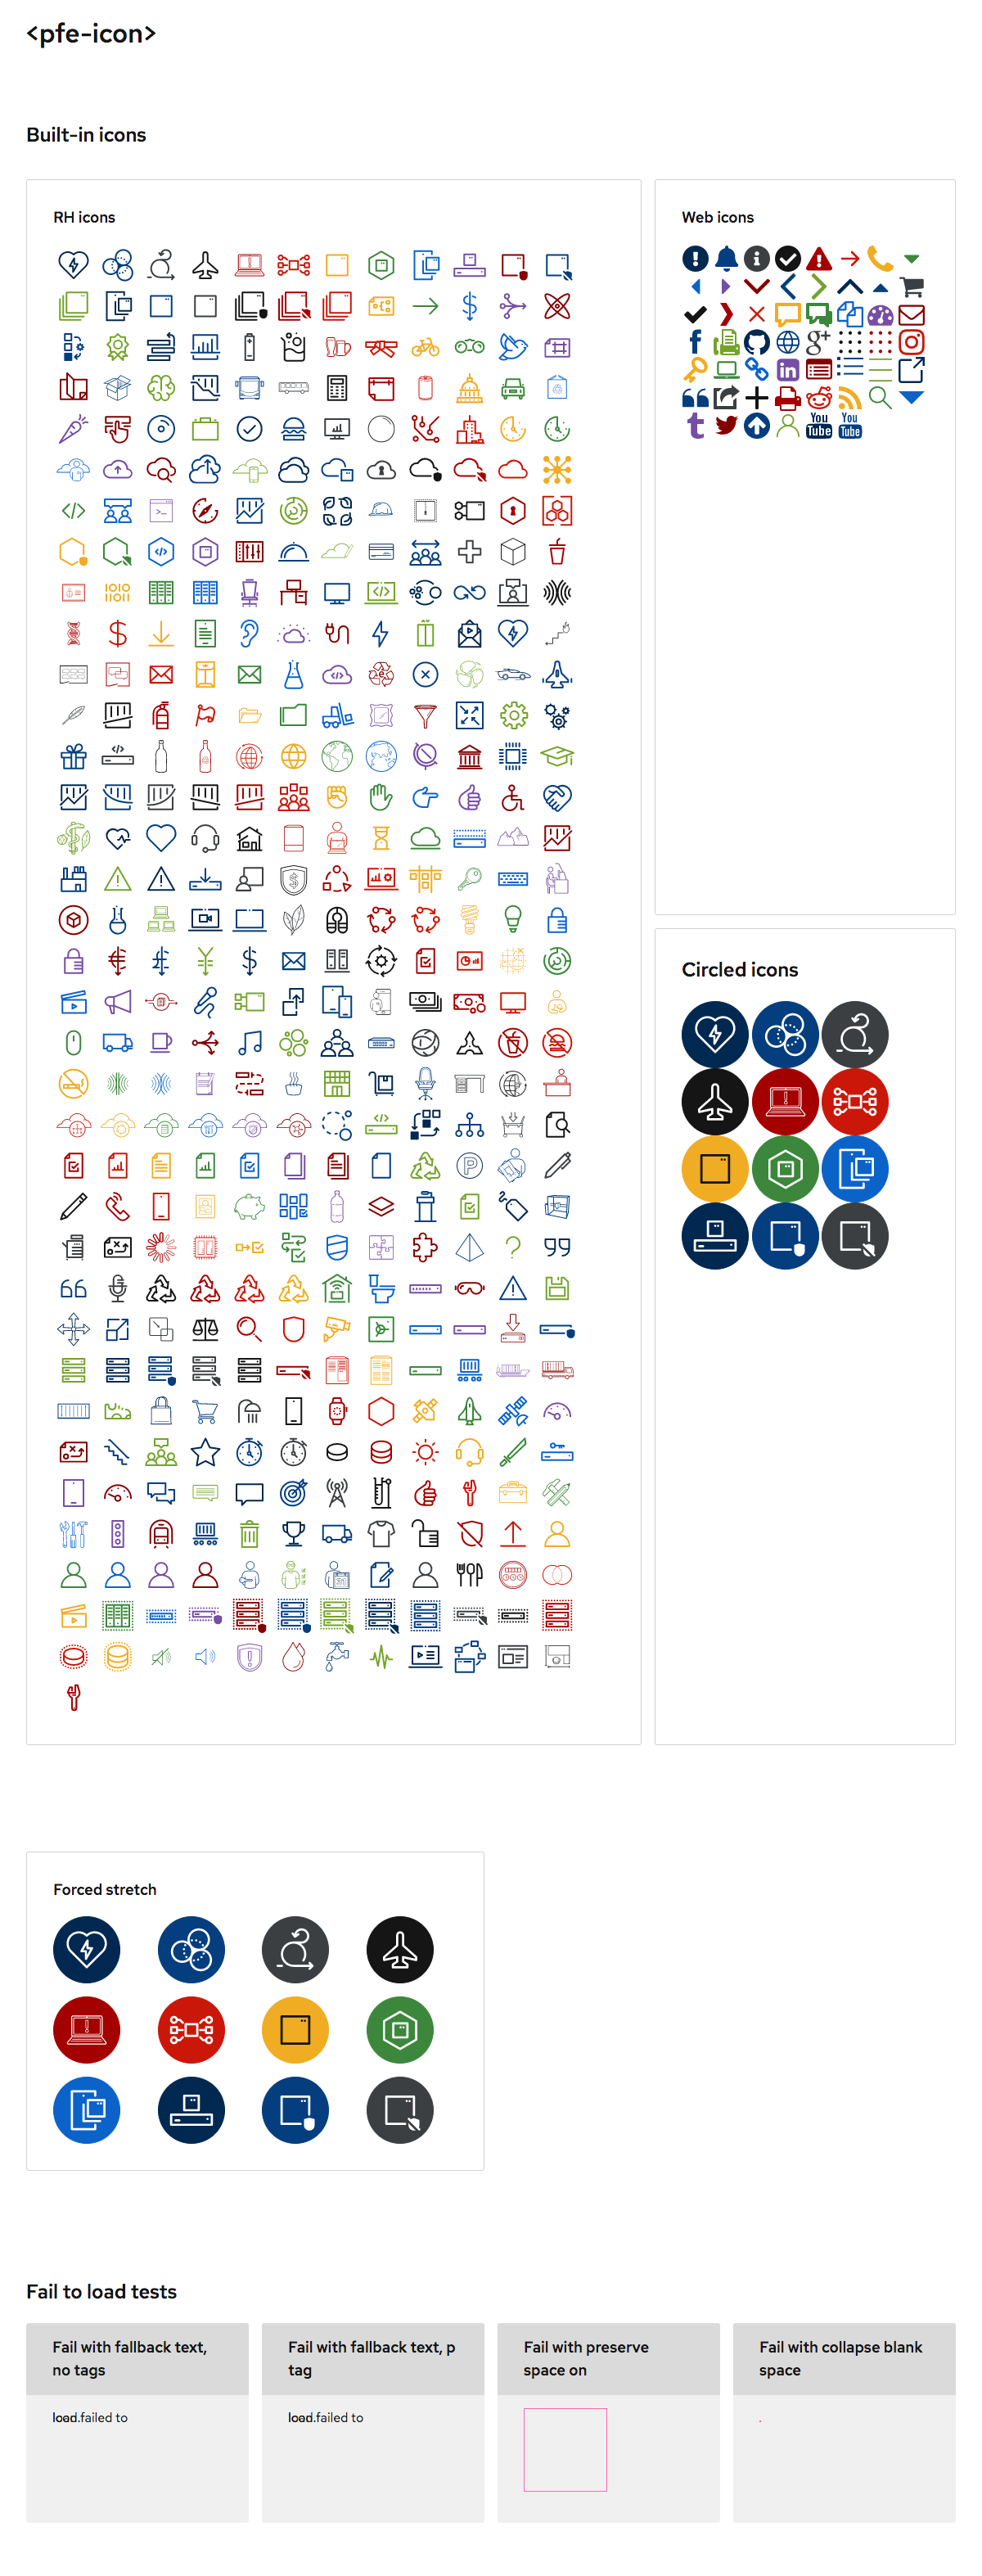 <pfe-icon>
Built-in icons
RH icons
Web icons
Circled icons
Forced stretch
Fail to load tests
Fail with fallback text,
no tags
Fail with fallback text, p
tag
Fail with preserve
space on
Fail with collapse blank
space
load.failed to
load.failed to